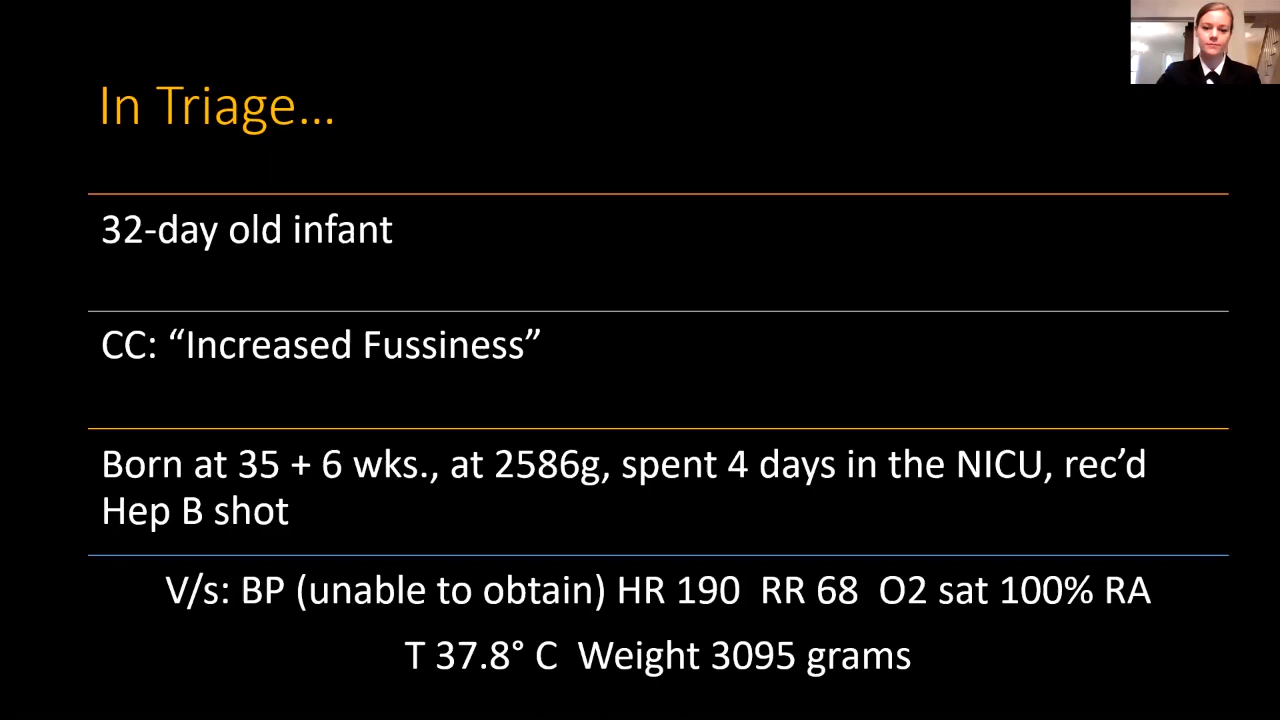 In Triage...
32-day old infant
CC: “Increased Fussiness”
Born at 35 + 6 wks., at 2586g, spent 4 days in the NICU, rec’d
Hep B shot
V/s: BP (unable to obtain) HR 190  RR 68  O2 sat 100% RA
T 37.8° C  Weight 3095 grams